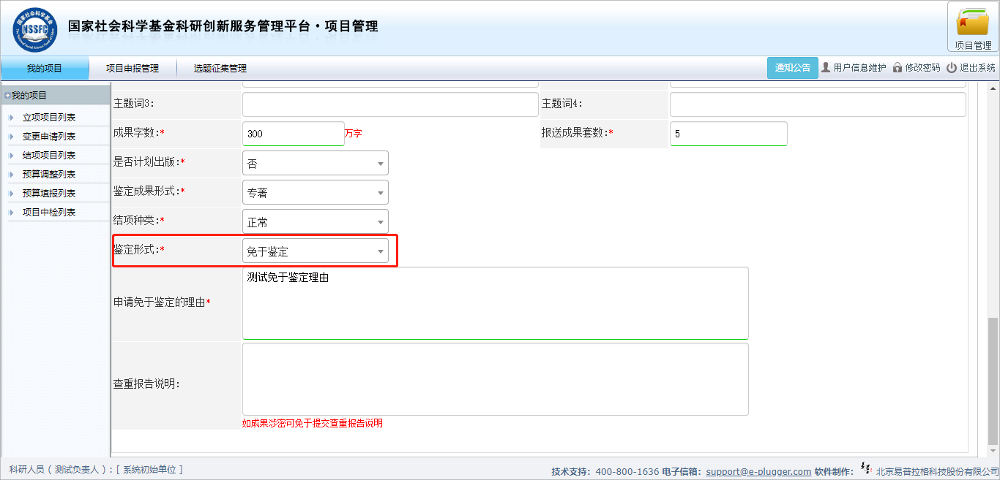 国家社会科学基金
NSSFC
国家社会科学基金科研创新服务管理平台·项目管理
项目管理
我的项目
项目申报管理
选题征集管理
通知公告
用户信息维护
修改密码
退出系统
我的项目
立项项目列表
变更申请列表
结项项目列表
预算调整列表
预算填报列表
项目中检列表
主题词3:
主题词4:
成果字数:* 300 万字
报送成果套数:* 5
是否计划出版:* 否
鉴定成果形式:* 专著
结项种类:* 正常
鉴定形式:* 免于鉴定
申请免于鉴定的理由* 测试免于鉴定理由
查重报告说明:
如成果涉密可免于提交查重报告说明
科研人员 ( 测试负责人 ) : [ 系统初始单位 ]
技术支持: 400-800-1636 电子信箱: support@e-plugger.com 软件制作: 北京易普拉格科技股份有限公司